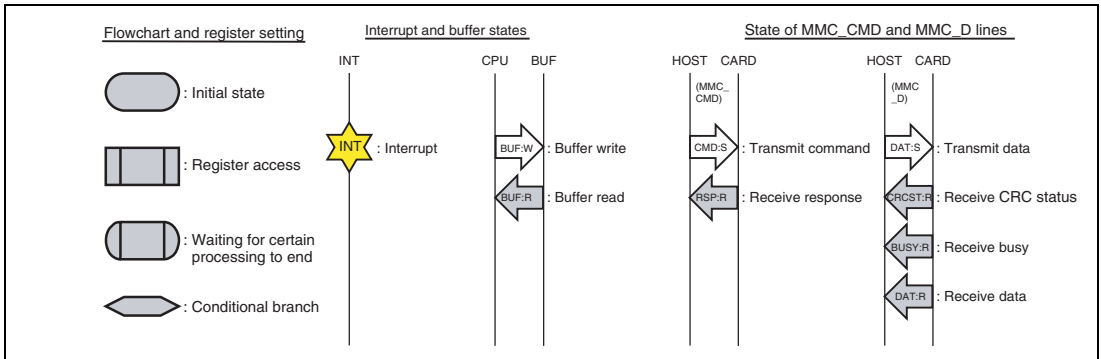 Flowchart and register setting
Interrupt and buffer states
State of MMC_CMD and MMC_D lines
INT
CPU BUF
HOST CARD
HOST CARD
(MMC_
CMD)
(MMC
_D)
: Initial state
INT
: Interrupt
BUF:W
: Buffer write
CMD:S
: Transmit command
DAT:S
: Transmit data
: Register access
BUF:R
: Buffer read
RSP:R
: Receive response
CRCST:R
: Receive CRC status
: Waiting for certain
processing to end
BUSY:R
: Receive busy
: Conditional branch
DAT:R
: Receive data